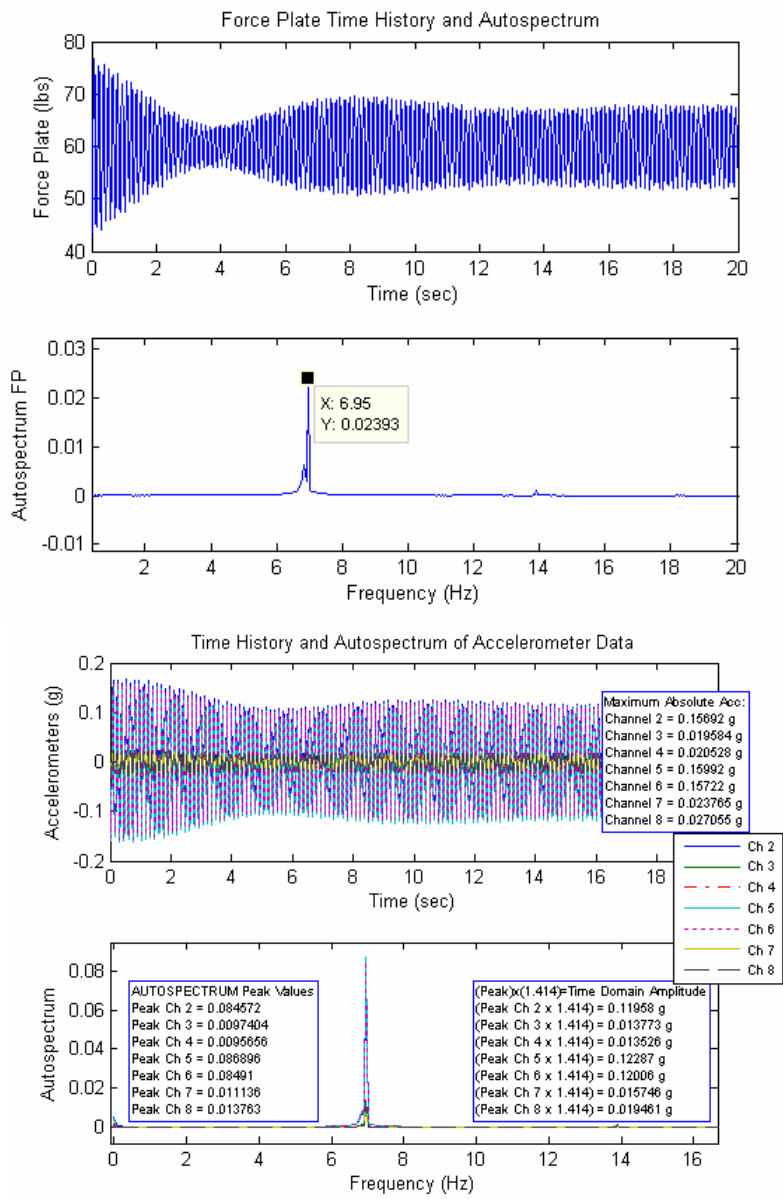 Force Plate Time History and Autospectrum
80
70
60
50
40
Force Plate (lbs)
0 2 4 6 8 10 12 14 16 18 20
Time (sec)
0.03
0.02
0.01
0
-0.01
Autospectrum FP
X: 6.95
Y: 0.02393
2 4 6 8 10 12 14 16 18 20
Frequency (Hz)
Time History and Autospectrum of Accelerometer Data
0.2
0.1
0
-0.1
-0.2
Accelerometers (g)
Maximum Absolute Acc:
Channel 2 = 0.15692 g
Channel 3 = 0.019584 g
Channel 4 = 0.020528 g
Channel 5 = 0.15992 g
Channel 6 = 0.15722 g
Channel 7 = 0.023765 g
Channel 8 = 0.027055 g
0 2 4 6 8 10 12 14 16 18
Time (sec)
Ch 2
Ch 3
Ch 4
Ch 5
Ch 6
Ch 7
Ch 8
0.08
0.06
0.04
0.02
0
Autospectrum
AUTOSPECTRUM Peak Values
Peak Ch 2 = 0.084572
Peak Ch 3 = 0.0097404
Peak Ch 4 = 0.0095656
Peak Ch 5 = 0.086896
Peak Ch 6 = 0.08491
Peak Ch 7 = 0.011136
Peak Ch 8 = 0.013763
(Peak)x(1.414)=Time Domain Amplitude
(Peak Ch 2 x 1.414) = 0.11958 g
(Peak Ch 3 x 1.414) = 0.013773 g
(Peak Ch 4 x 1.414) = 0.013526 g
(Peak Ch 5 x 1.414) = 0.12287 g
(Peak Ch 6 x 1.414) = 0.12006 g
(Peak Ch 7 x 1.414) = 0.015746 g
(Peak Ch 8 x 1.414) = 0.019461 g
0 2 4 6 8 10 12 14 16
Frequency (Hz)